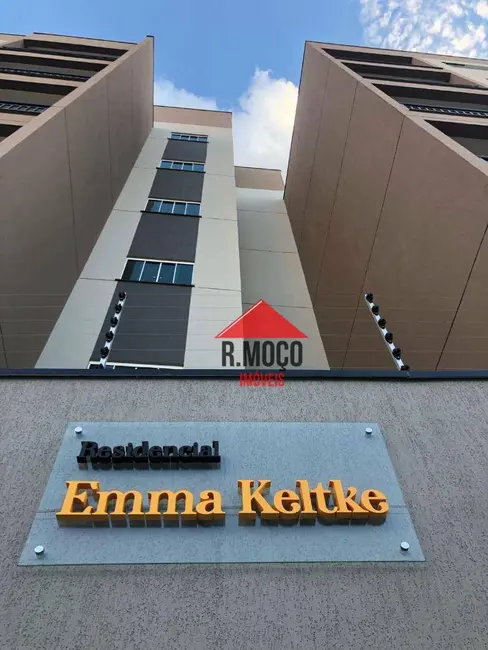 R.MOÇO
IMÓVEIS
Residencial
Emma Keltke